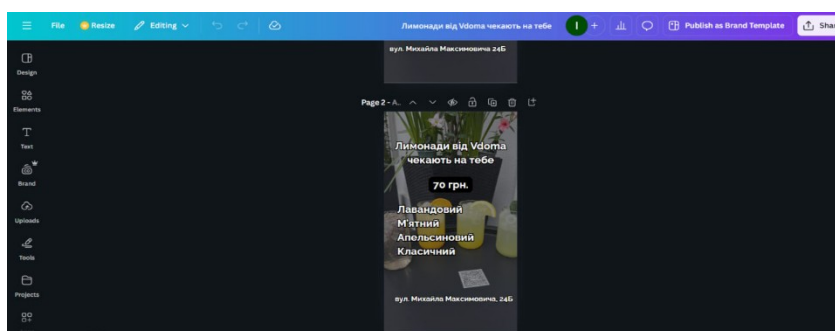 File
Resize
Editing
Лимонади від Vdoma чекають на тебе
I
Publish as Brand Template
Shar
Design
Elements
Text
Brand
Uploads
Tools
Projects
вул. Михайла Максимовича 24Б
Page 2 - A..
Лимонади від Vdoma
чекають на тебе
70 грн.
Лавандовий
М'ятний
Апельсиновий
Класичний
вул. Михайла Максимовича, 24Б